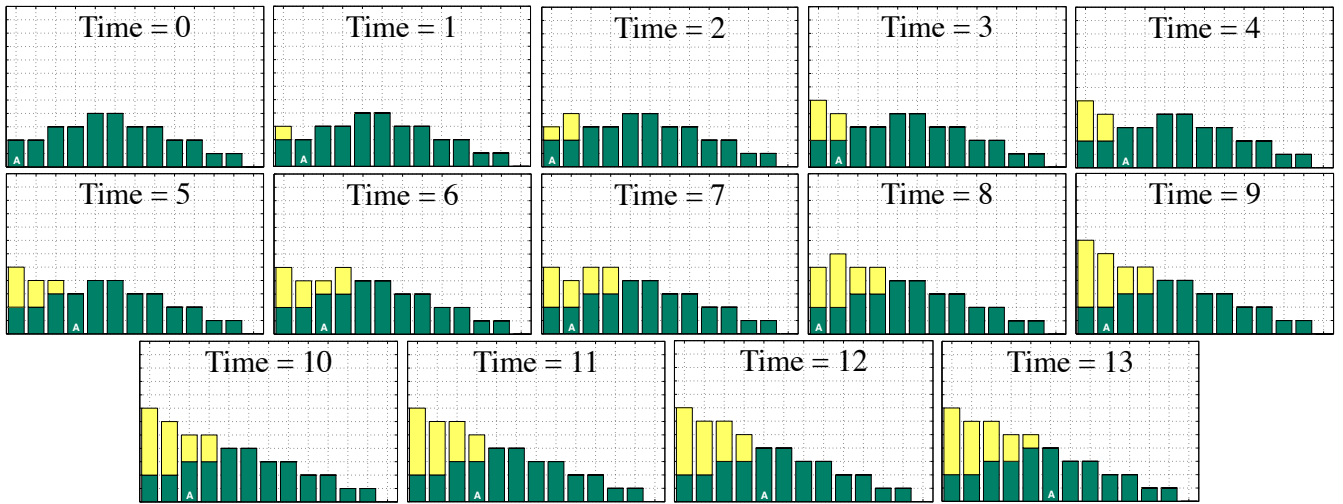 Time = 0
A
Time = 1
A
Time = 2
A
Time = 3
A
Time = 4
A
Time = 5
A
Time = 6
A
Time = 7
A
Time = 8
A
Time = 9
A
Time = 10
A
Time = 11
A
Time = 12
A
Time = 13
A